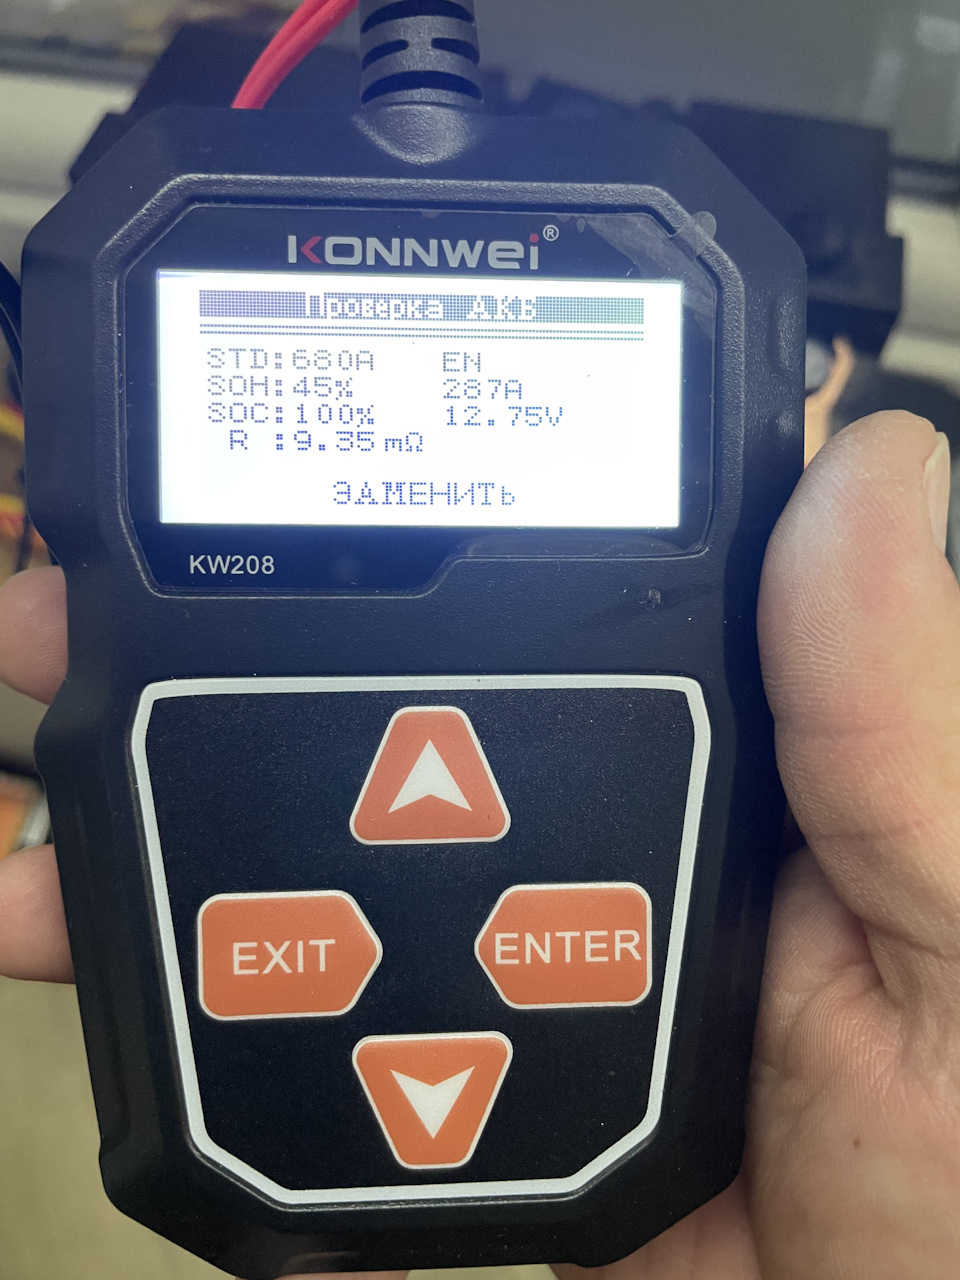 KONNWEI®
Проверка АКБ
STD:680A EN
SOH:45% 287A
SOC:100% 12.75V
R :9.35mΩ
ЗАМЕНИТЬ
KW208
EXIT
ENTER